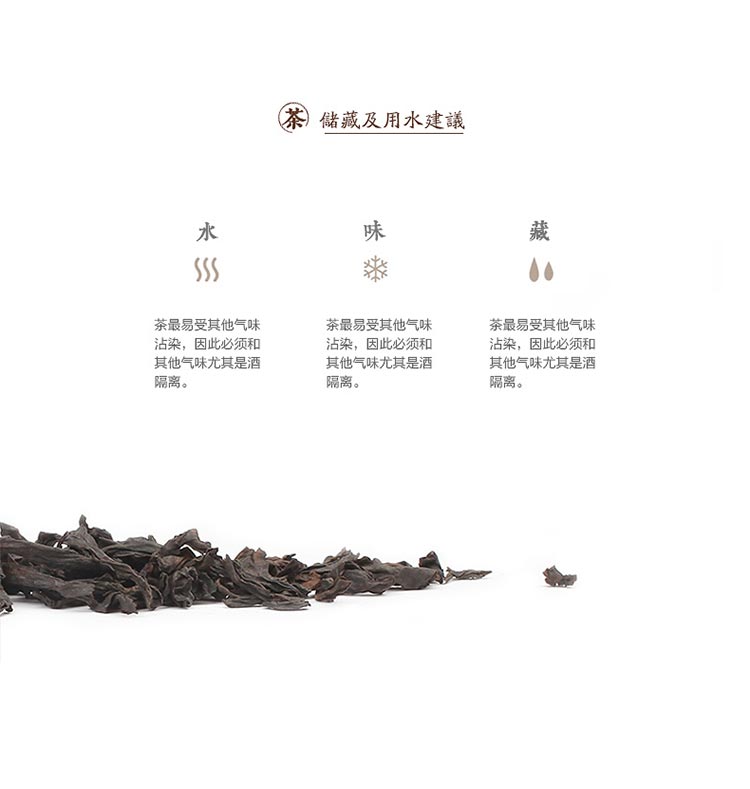 茶 儲藏及用水建議
水
茶最易受其他气味
沾染，因此必须和
其他气味尤其是酒
隔离。
味
茶最易受其他气味
沾染，因此必须和
其他气味尤其是酒
隔离。
藏
茶最易受其他气味
沾染，因此必须和
其他气味尤其是酒
隔离。